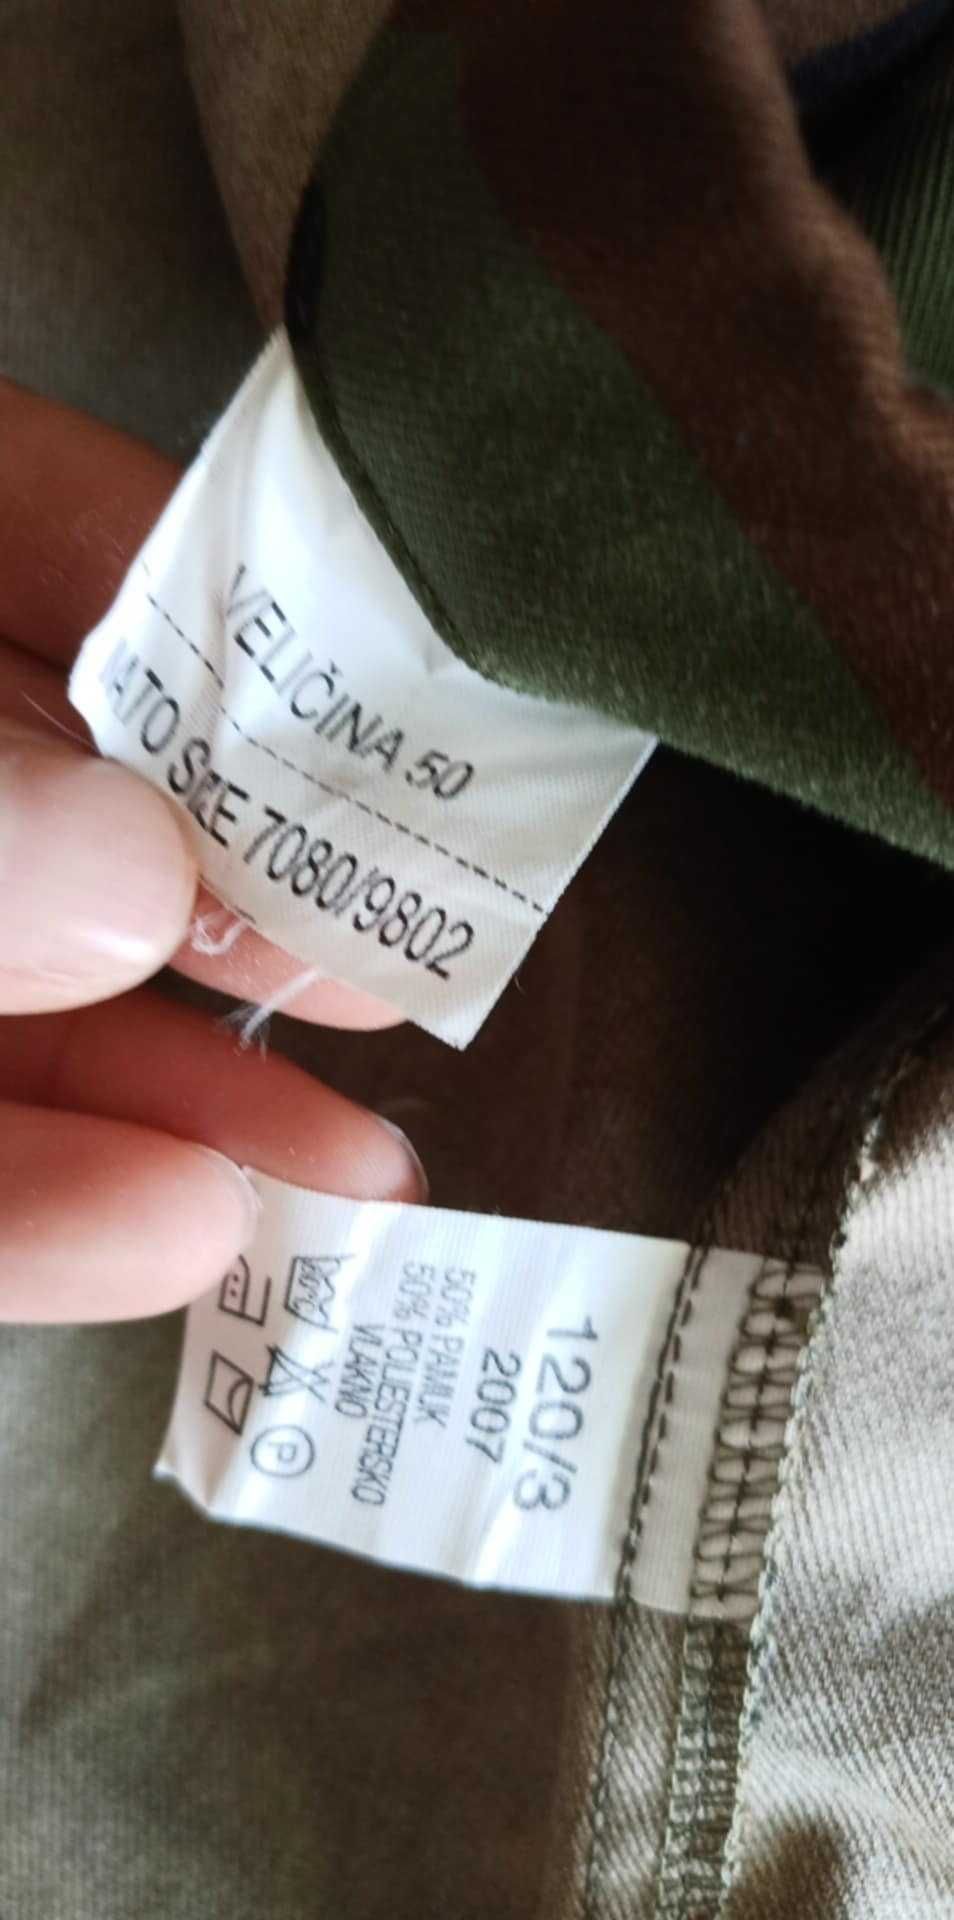 VELIČINA 50
NATO SIZE 7080/9802
120/3
2007
50% PAMUK
50% POLIESTERSKO
VLAKNO
P